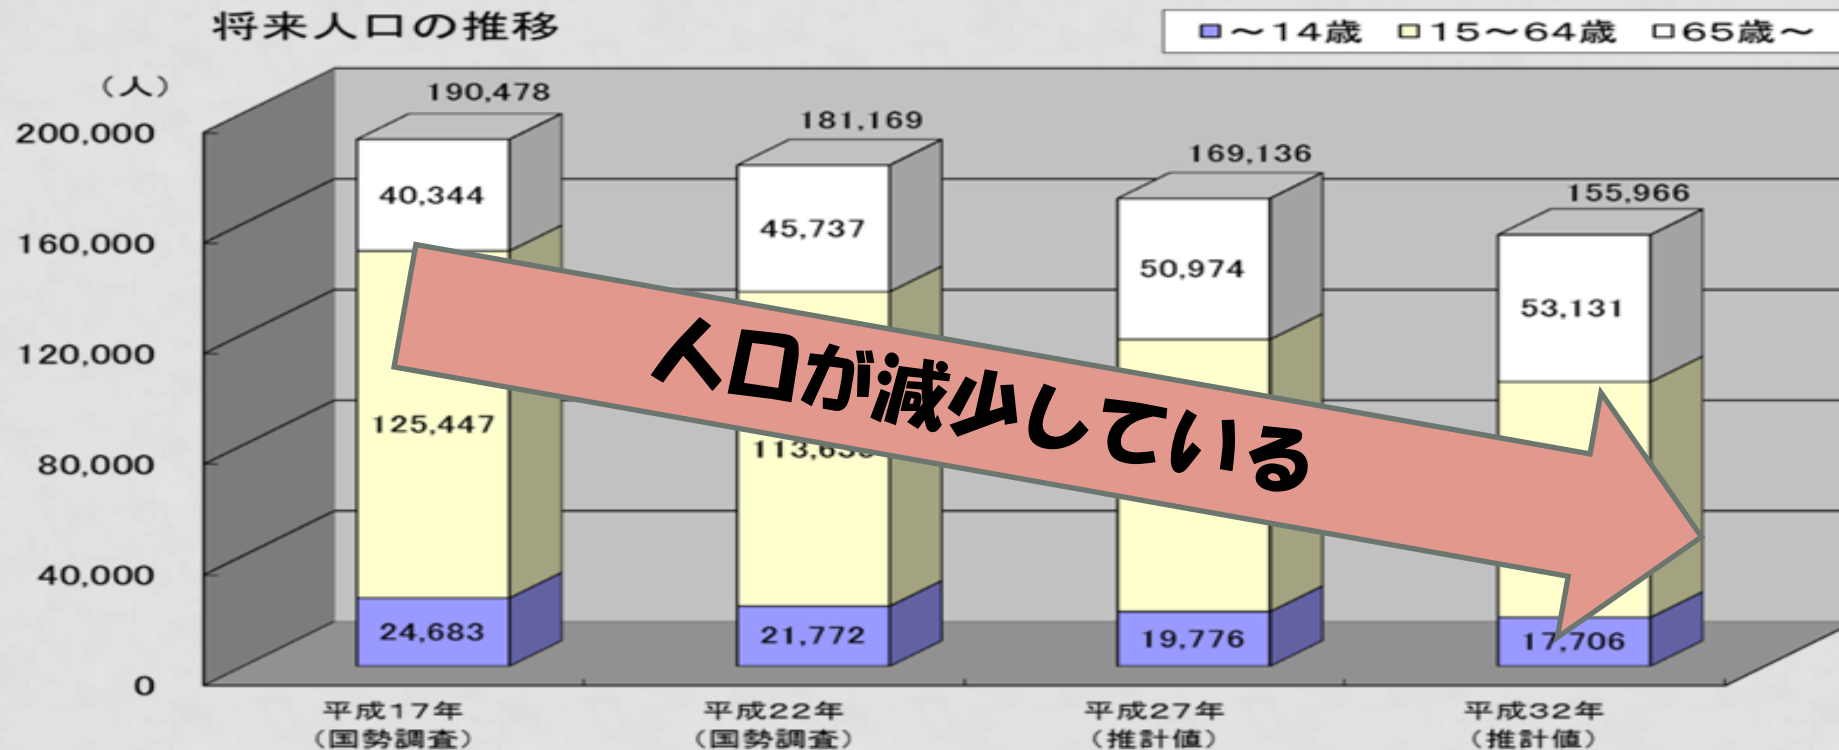 将来人口の推移
～14歳 15～64歳 65歳～
（人）
200,000
160,000
120,000
80,000
40,000
0
190,478
40,344
125,447
24,683
181,169
45,737
21,772
169,136
50,974
19,776
155,966
53,131
17,706
人口が減少している
平成17年
（国勢調査）
平成22年
（国勢調査）
平成27年
（推計値）
平成32年
（推計値）